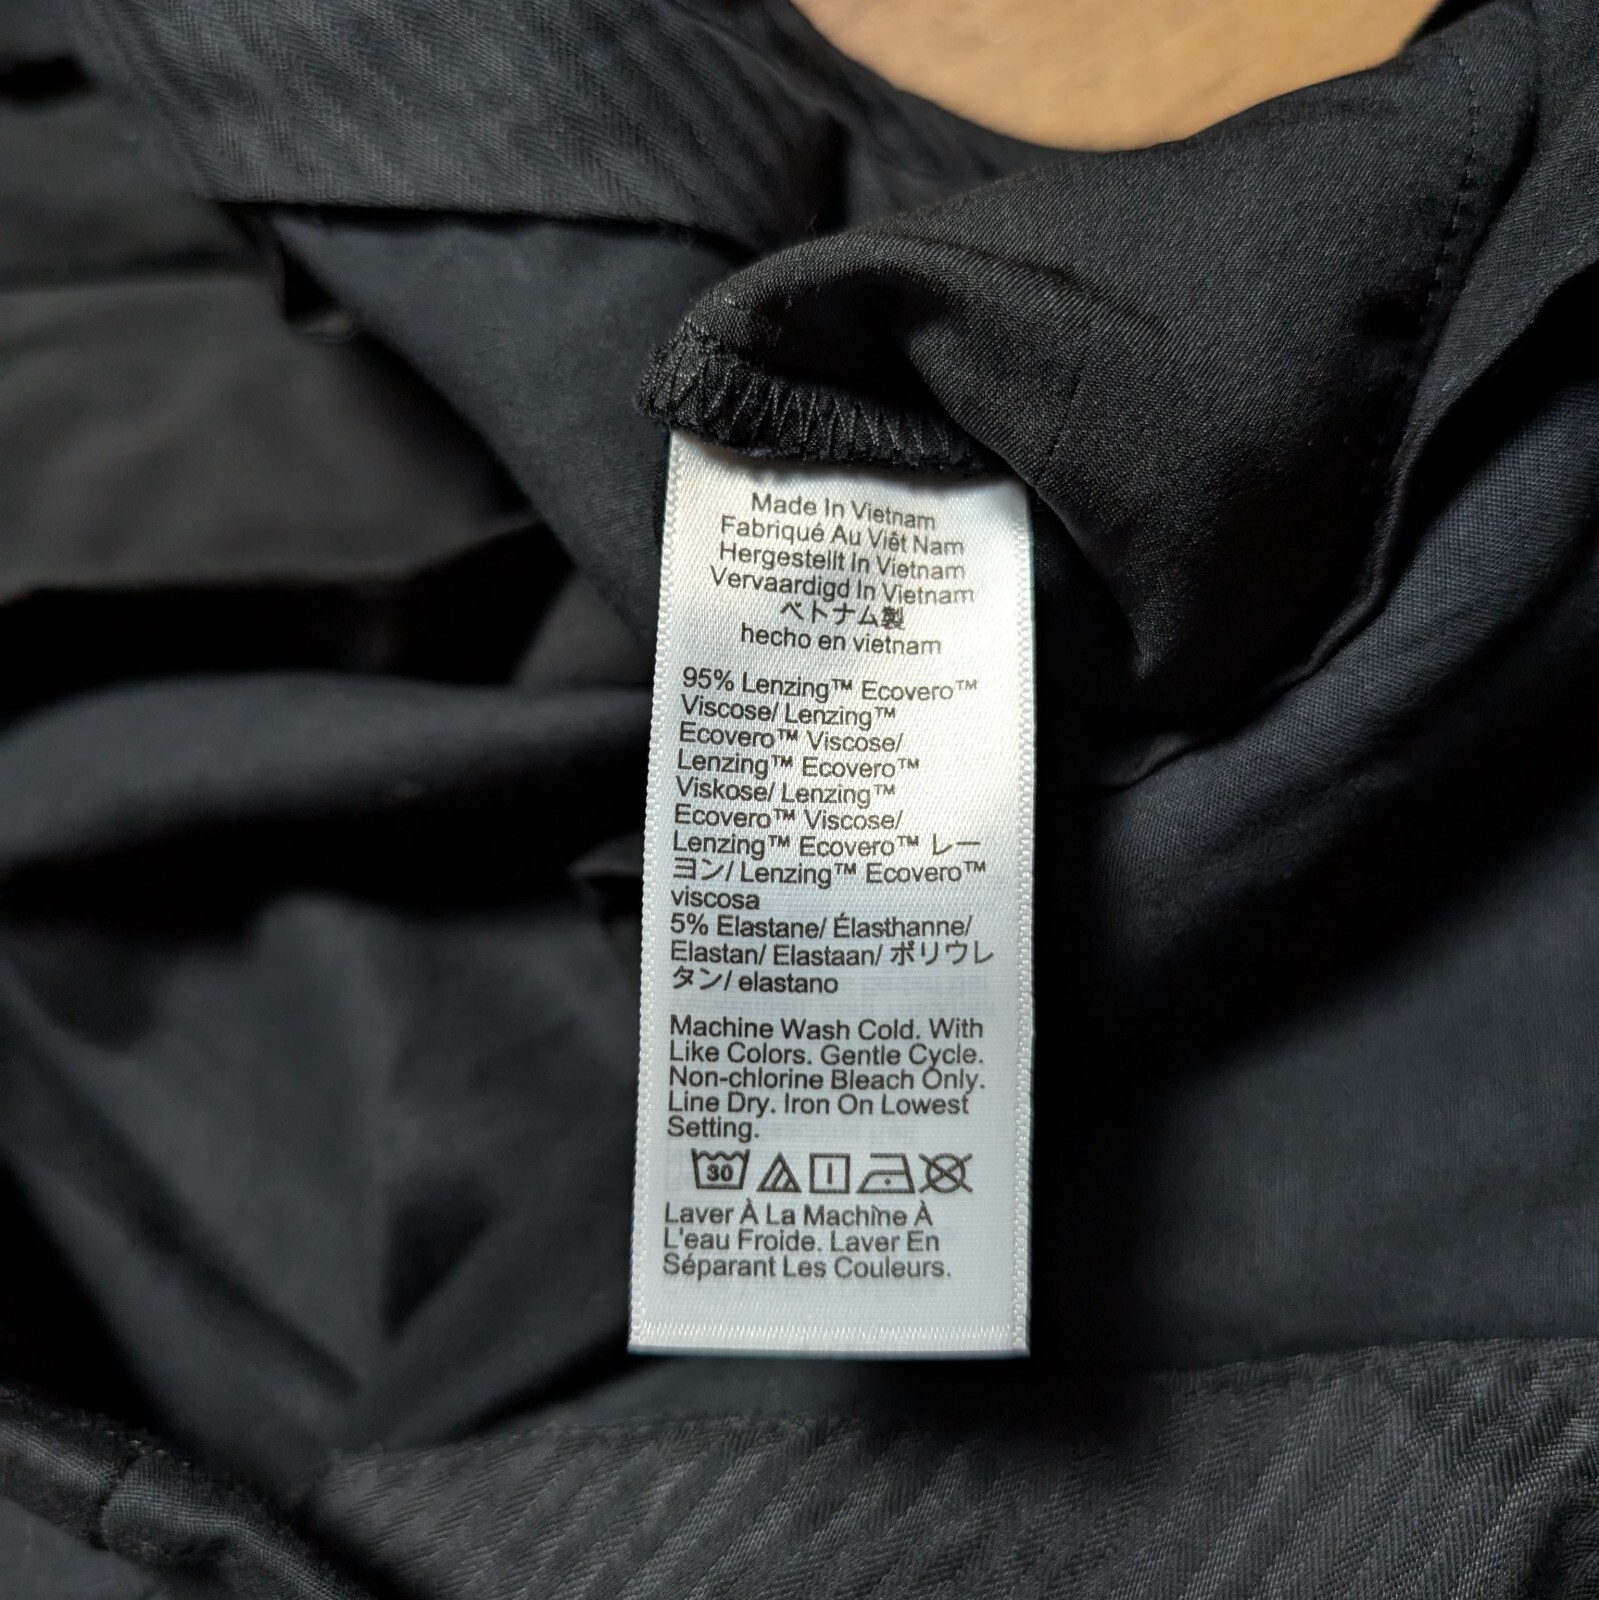 Made In Vietnam
Fabriqué Au Viêt Nam
Hergestellt In Vietnam
Vervaardigd In Vietnam
ベトナム製
hecho en vietnam
95% Lenzing™ Ecovero™
Viscose/ Lenzing™
Ecovero™ Viscose/
Lenzing™ Ecovero™
Viskose/ Lenzing™
Ecovero™ Viscose/
Lenzing™ Ecovero™ レー
ヨン/ Lenzing™ Ecovero™
viscosa
5% Elastane/ Élasthanne/
Elastan/ Elastaan/ ポリウレ
タン/ elastano
Machine Wash Cold. With
Like Colors. Gentle Cycle.
Non-chlorine Bleach Only.
Line Dry. Iron On Lowest
Setting.
30
Laver À La Machine À
L'eau Froide. Laver En
Séparant Les Couleurs.